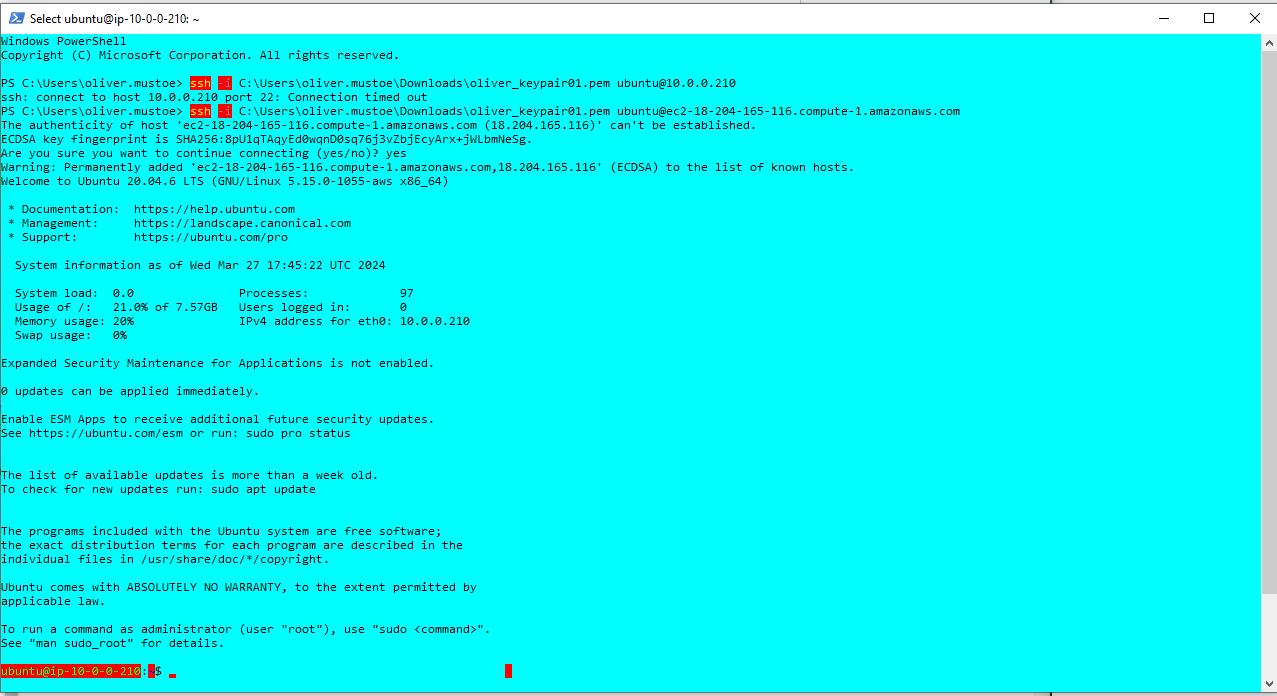 Select ubuntu@ip-10-0-0-210: ~
Windows PowerShell
Copyright (C) Microsoft Corporation. All rights reserved.
PS C:\Users\oliver.mustoe> ssh -i C:\Users\oliver.mustoe\Downloads\oliver_keypair01.pem ubuntu@10.0.0.210
ssh: connect to host 10.0.0.210 port 22: Connection timed out
PS C:\Users\oliver.mustoe> ssh -i C:\Users\oliver.mustoe\Downloads\oliver_keypair01.pem ubuntu@ec2-18-204-165-116.compute-1.amazonaws.com
The authenticity of host 'ec2-18-204-165-116.compute-1.amazonaws.com (18.204.165.116)' can't be established.
ECDSA key fingerprint is SHA256:8pU1qTAqyEd0wqnD0sq76j3vZbjEcyArx+jWLbmNeSg.
Are you sure you want to continue connecting (yes/no)? yes
Warning: Permanently added 'ec2-18-204-165-116.compute-1.amazonaws.com,18.204.165.116' (ECDSA) to the list of known hosts.
Welcome to Ubuntu 20.04.6 LTS (GNU/Linux 5.15.0-1055-aws x86_64)
* Documentation:  https://help.ubuntu.com
* Management:     https://landscape.canonical.com
* Support:        https://ubuntu.com/pro
System information as of Wed Mar 27 17:45:22 UTC 2024
System load:  0.0               Processes:             97
Usage of /:   21.0% of 7.57GB   Users logged in:       0
Memory usage: 20%               IPv4 address for eth0: 10.0.0.210
Swap usage:   0%
Expanded Security Maintenance for Applications is not enabled.
0 updates can be applied immediately.
Enable ESM Apps to receive additional future security updates.
See https://ubuntu.com/esm or run: sudo pro status
The list of available updates is more than a week old.
To check for new updates run: sudo apt update
The programs included with the Ubuntu system are free software;
the exact distribution terms for each program are described in the
individual files in /usr/share/doc/*/copyright.
Ubuntu comes with ABSOLUTELY NO WARRANTY, to the extent permitted by
applicable law.
To run a command as administrator (user "root"), use "sudo <command>".
See "man sudo_root" for details.
ubuntu@ip-10-0-0-210:~$